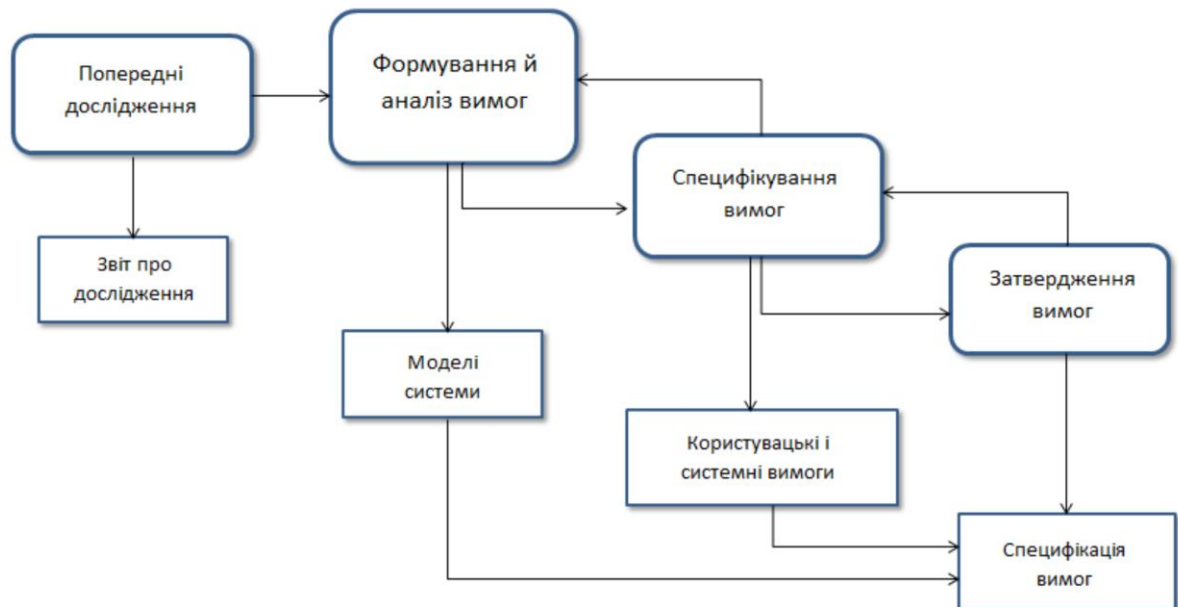 Попередні
дослідження
Формування й
аналіз вимог
Специфікування
вимог
Звіт про
дослідження
Затвердження
вимог
Моделі
системи
Користувацькі і
системні вимоги
Специфікація
вимог